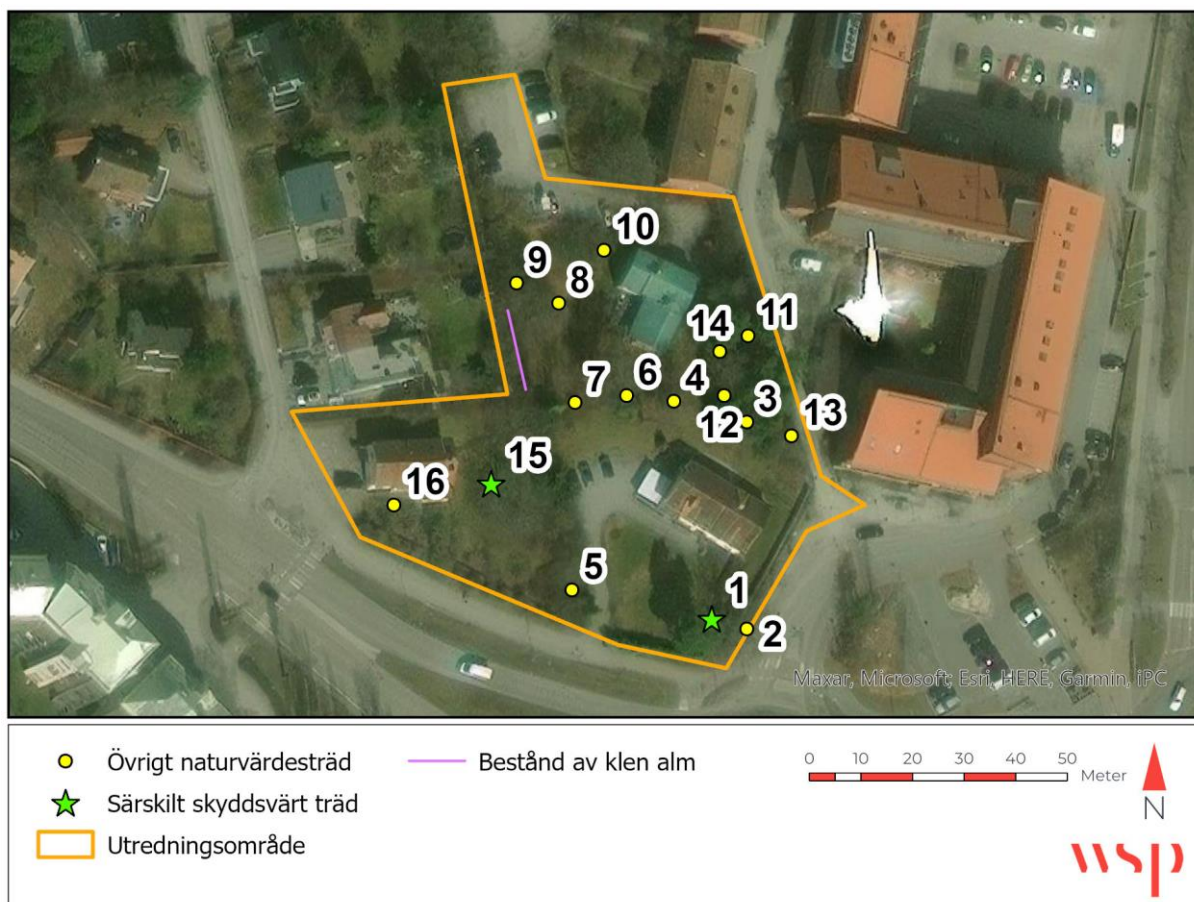 10
9
8
11
14
7
6
4
12
3
13
15
16
5
1
2
Maxar, Microsoft, Esri, HERE, Garmin, iPC
Övrigt naturvärdesträd
Bestånd av klen alm
0 10 20 30 40 50
Meter
Särskilt skyddsvärt träd
N
Utredningsområde
wsp